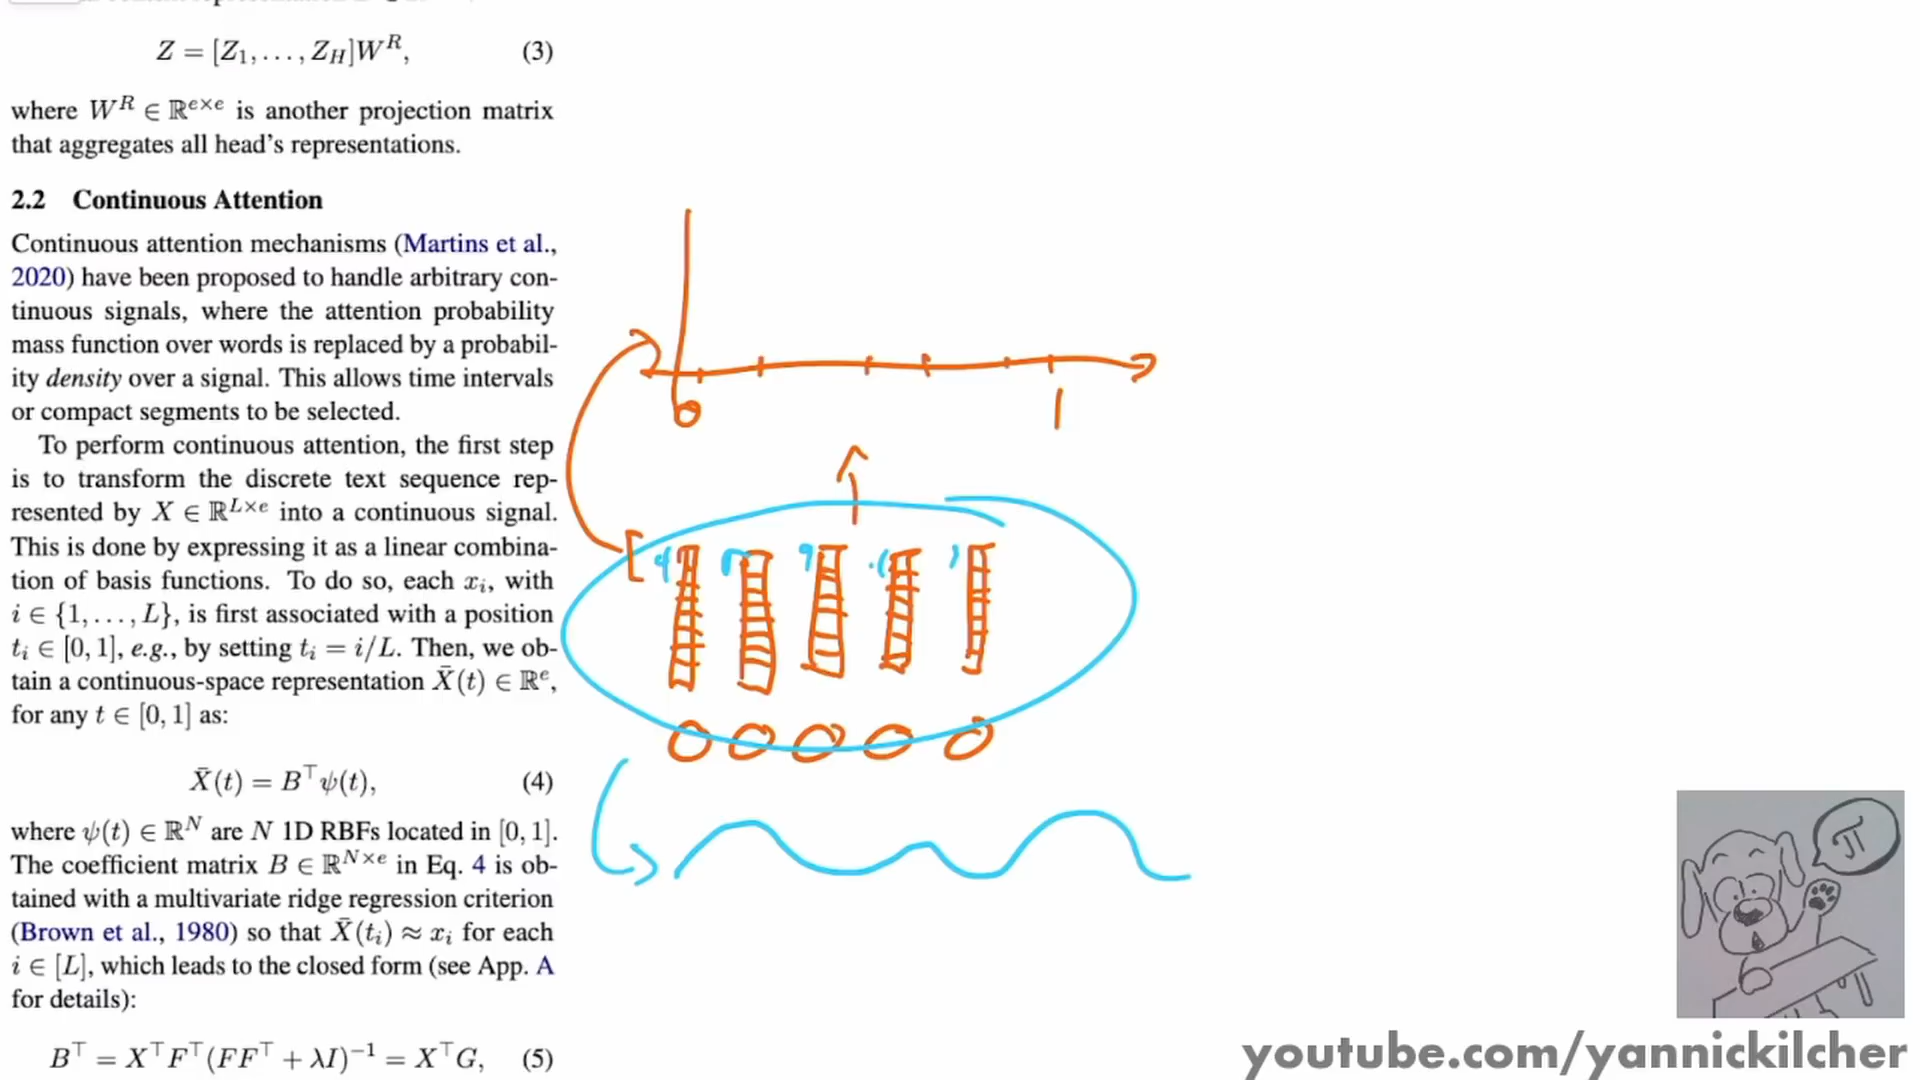 Z = [Z_1, . . . , Z_H]W^R, (3)
where W^R ∈ ℝ^{e×e} is another projection matrix
that aggregates all head's representations.
2.2 Continuous Attention
Continuous attention mechanisms (Martins et al.,
2020) have been proposed to handle arbitrary con-
tinuous signals, where the attention probability
mass function over words is replaced by a probabil-
ity density over a signal. This allows time intervals
or compact segments to be selected.
To perform continuous attention, the first step
is to transform the discrete text sequence rep-
resented by X ∈ ℝ^{L×e} into a continuous signal.
This is done by expressing it as a linear combina-
tion of basis functions. To do so, each x_i, with
i ∈ {1, . . . , L}, is first associated with a position
t_i ∈ [0, 1], e.g., by setting t_i = i/L. Then, we ob-
tain a continuous-space representation X̄(t) ∈ ℝ^e,
for any t ∈ [0, 1] as:
X̄(t) = B^⊤ψ(t), (4)
where ψ(t) ∈ ℝ^N are N 1D RBFs located in [0, 1].
The coefficient matrix B ∈ ℝ^{N×e} in Eq. 4 is ob-
tained with a multivariate ridge regression criterion
(Brown et al., 1980) so that X̄(t_i) ≈ x_i for each
i ∈ [L], which leads to the closed form (see App. A
for details):
B^⊤ = X^⊤F^⊤(FF^⊤ + λI)^{−1} = X^⊤G, (5)
0 1
π
youtube.com/yannickilcher